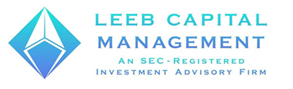 LEEB CAPITAL
MANAGEMENT
AN SEC-REGISTERED
INVESTMENT ADVISORY FIRM